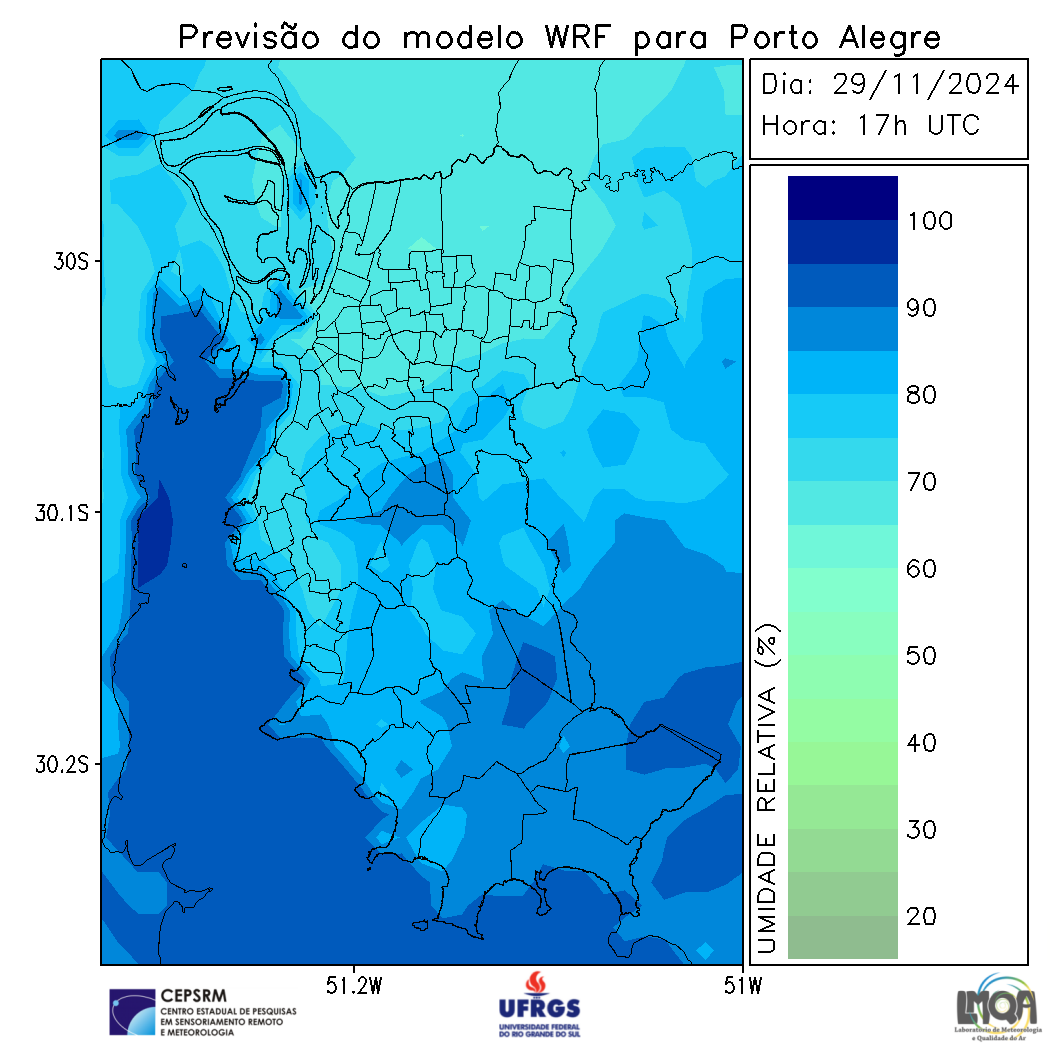 Previsão do modelo WRF para Porto Alegre
Dia: 29/11/2024
Hora: 17h UTC
30S
30.1S
30.2S
51.2W
51W
UMIDADE RELATIVA (%)
100
90
80
70
60
50
40
30
20
CEPSRM
CENTRO ESTADUAL DE PESQUISAS
EM SENSORIAMENTO REMOTO
E METEOROLOGIA
UFRGS
UNIVERSIDADE FEDERAL
DO RIO GRANDE DO SUL
LMQA
Laboratório de Meteorologia
e Qualidade do Ar